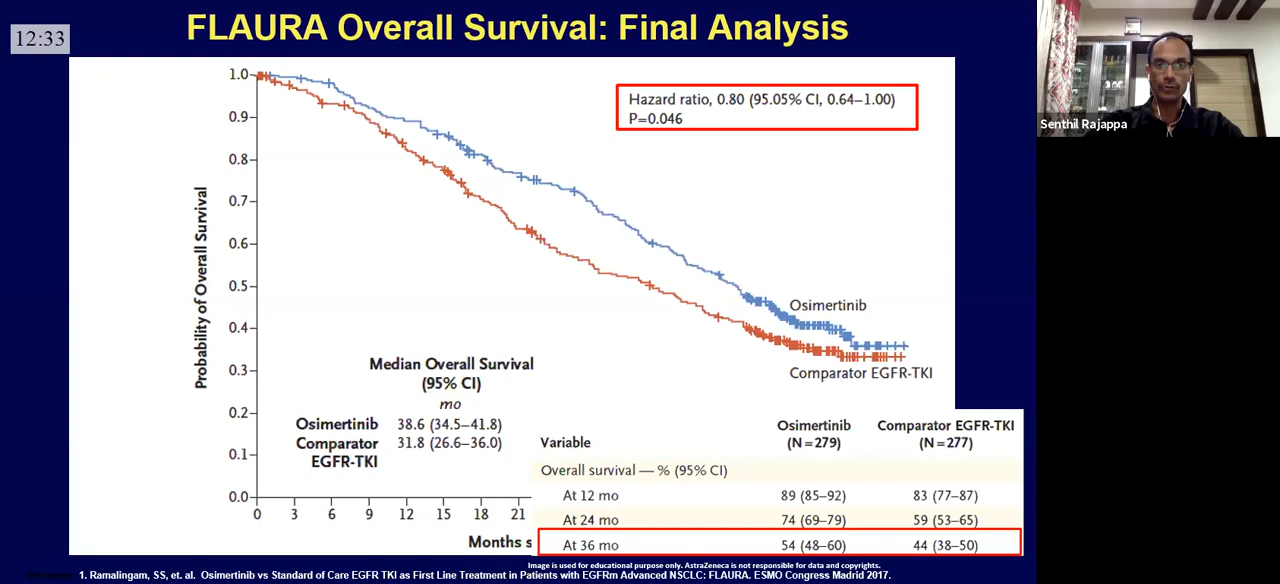 FLAURA Overall Survival: Final Analysis
12:33
Senthil Rajappa
Hazard ratio, 0.80 (95.05% CI, 0.64–1.00)
P=0.046
Probability of Overall Survival
1.0
0.9
0.8
0.7
0.6
0.5
0.4
0.3
0.2
0.1
0.0
Osimertinib
Comparator EGFR-TKI
Median Overall Survival
(95% CI)
mo
Osimertinib 38.6 (34.5–41.8)
Comparator 31.8 (26.6–36.0)
EGFR-TKI
0 3 6 9 12 15 18 21
Months s
Osimertinib Comparator EGFR-TKI
Variable (N=279) (N=277)
Overall survival — % (95% CI)
At 12 mo 89 (85–92) 83 (77–87)
At 24 mo 74 (69–79) 59 (53–65)
At 36 mo 54 (48–60) 44 (38–50)
Image is used for educational purpose only. AstraZeneca is not responsible for data and copyrights.
1. Ramalingam, SS, et. al. Osimertinib vs Standard of Care EGFR TKI as First Line Treatment in Patients with EGFRm Advanced NSCLC: FLAURA. ESMO Congress Madrid 2017.